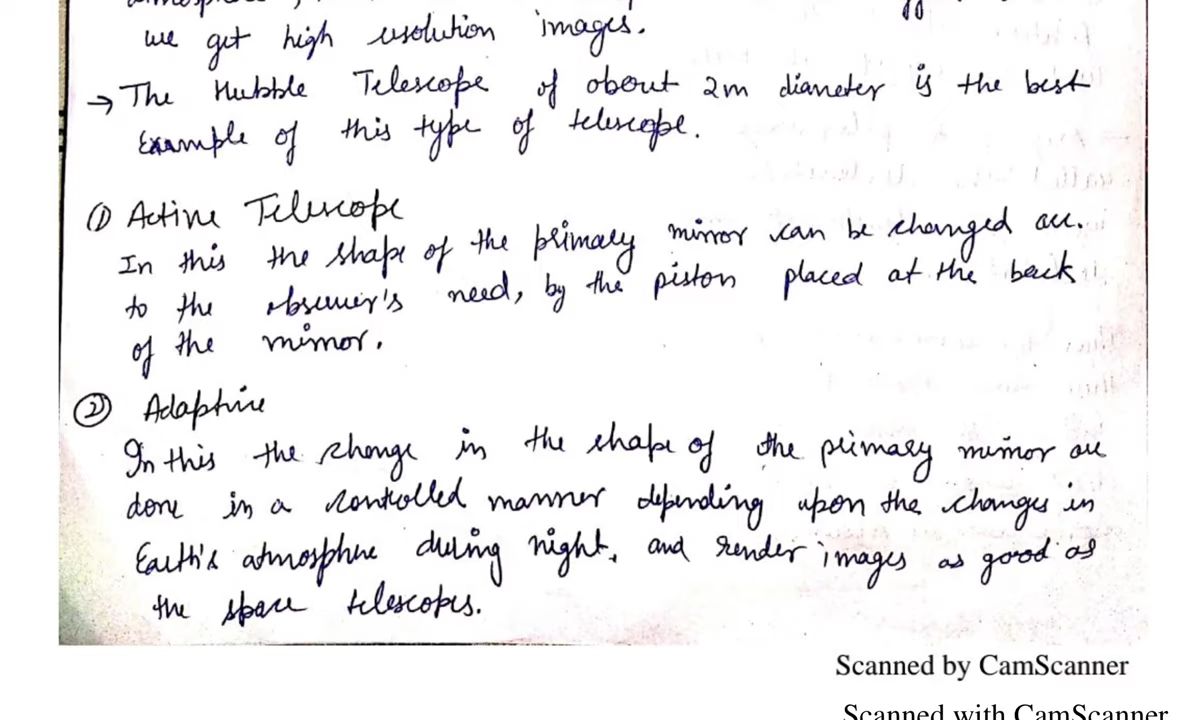 we get high resolution images.
→ The Hubble Telescope of about 2m diameter is the best
Example of this type of telescope.
① Active Telescope
In this the shape of the primary mirror can be changed acc.
to the observer's need, by the piston placed at the back
of the mirror.
② Adaptive
In this the change in the shape of the primary mirror are
done in a controlled manner depending upon the changes in
Earth's atmosphere during night, and render images as good as
the space telescopes.
Scanned by CamScanner
Scanned with CamScanner